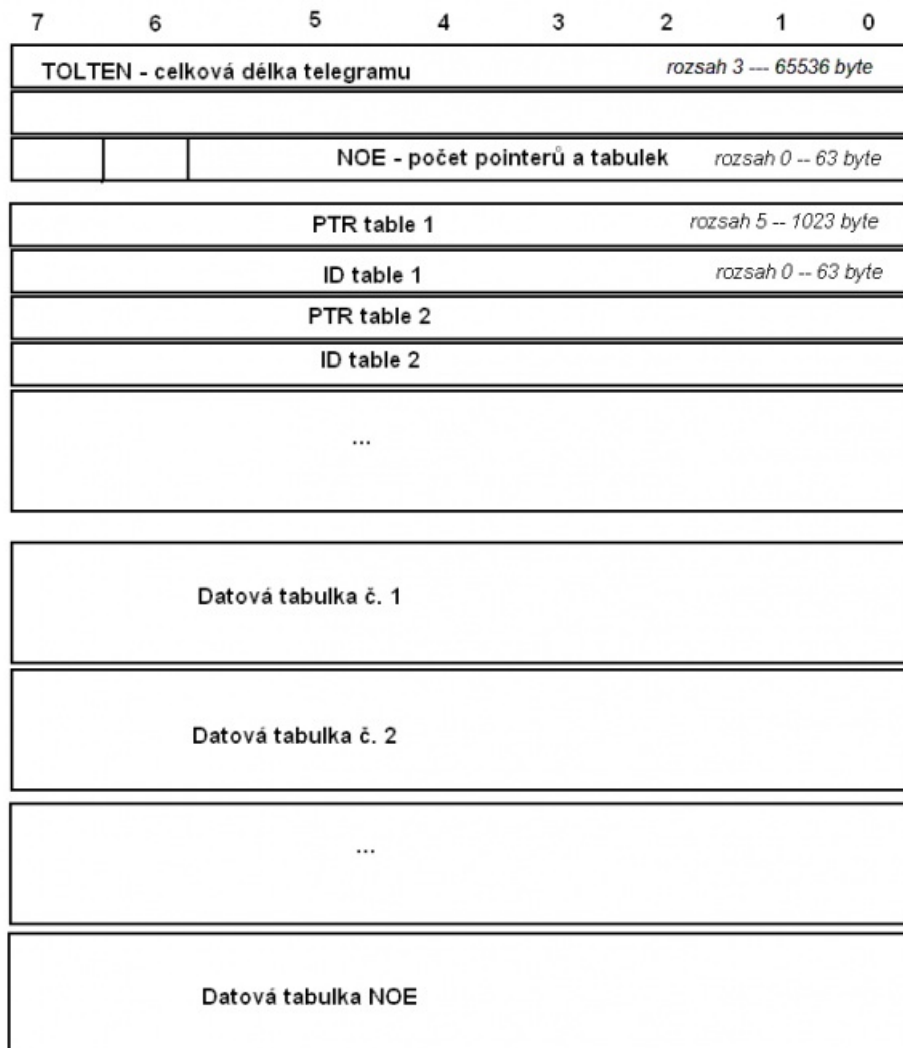 7 6 5 4 3 2 1 0
TOLTEN - celková délka telegramu rozsah 3 --- 65536 byte
NOE - počet pointerů a tabulek rozsah 0 -- 63 byte
PTR table 1 rozsah 5 -- 1023 byte
ID table 1 rozsah 0 -- 63 byte
PTR table 2
ID table 2
...
Datová tabulka č. 1
Datová tabulka č. 2
...
Datová tabulka NOE